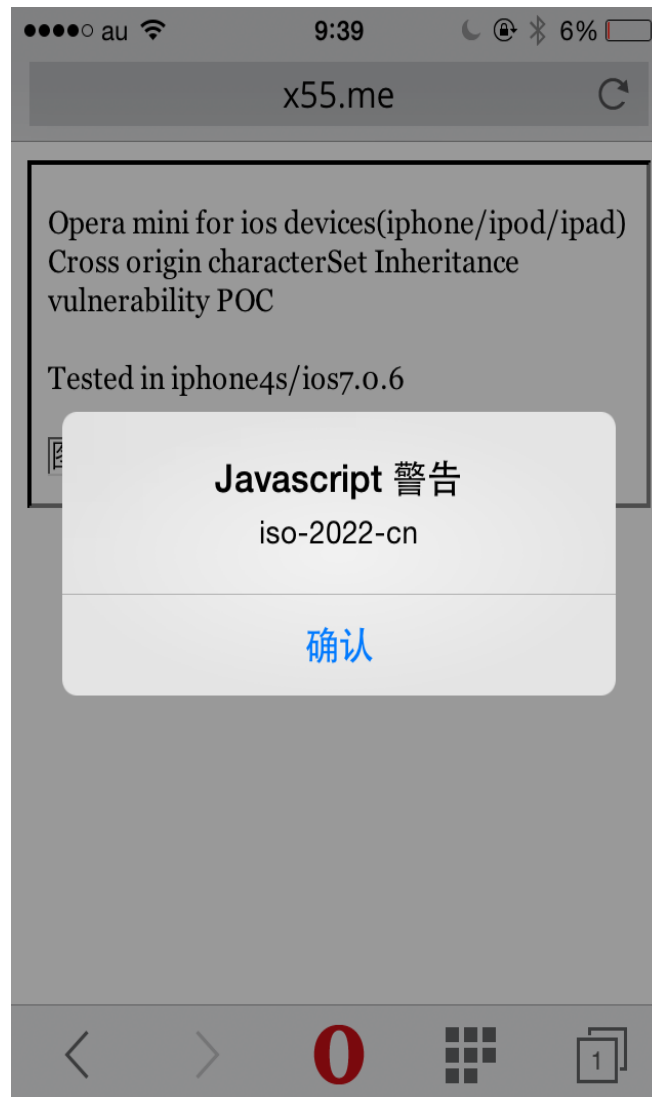 au 9:39 6%
x55.me
Opera mini for ios devices(iphone/ipod/ipad)
Cross origin characterSet Inheritance
vulnerability POC
Tested in iphone4s/ios7.0.6
Javascript 警告
iso-2022-cn
确认
1